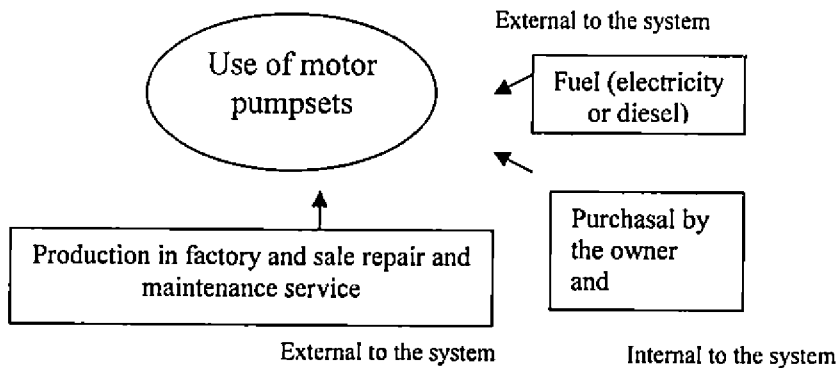 External to the system
Use of motor
pumpsets
Fuel (electricity
or diesel)
Purchasal by
the owner
and
Production in factory and sale repair and
maintenance service
External to the system
Internal to the system